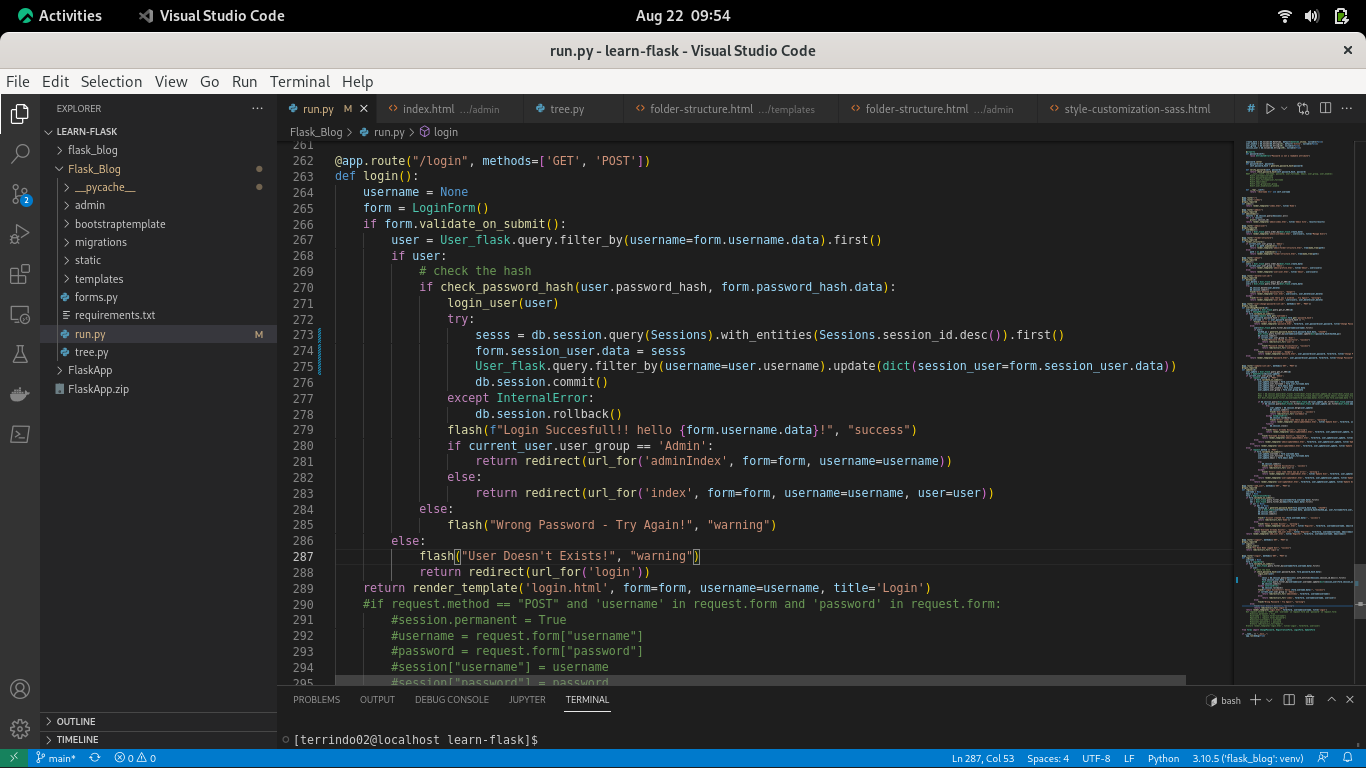 Activities Visual Studio Code Aug 22 09:54
run.py - learn-flask - Visual Studio Code
File Edit Selection View Go Run Terminal Help
EXPLORER
LEARN-FLASK
flask_blog
Flask_Blog
__pycache__
admin
bootstraptemplate
migrations
static
templates
forms.py
requirements.txt
run.py M
tree.py
FlaskApp
FlaskApp.zip
OUTLINE
TIMELINE
2
run.py M index.html .../admin tree.py folder-structure.html .../templates folder-structure.html .../admin style-customization-sass.html
Flask_Blog > run.py > login
261
262 @app.route("/login", methods=['GET', 'POST'])
263 def login():
264 username = None
265 form = LoginForm()
266 if form.validate_on_submit():
267 user = User_flask.query.filter_by(username=form.username.data).first()
268 if user:
269 # check the hash
270 if check_password_hash(user.password_hash, form.password_hash.data):
271 login_user(user)
272 try:
273 sesss = db.session.query(Sessions).with_entities(Sessions.session_id.desc()).first()
274 form.session_user.data = sesss
275 User_flask.query.filter_by(username=user.username).update(dict(session_user=form.session_user.data))
276 db.session.commit()
277 except InternalError:
278 db.session.rollback()
279 flash(f"Login Succesfull!! hello {form.username.data}!", "success")
280 if current_user.user_group == 'Admin':
281 return redirect(url_for('adminIndex', form=form, username=username))
282 else:
283 return redirect(url_for('index', form=form, username=username, user=user))
284 else:
285 flash("Wrong Password - Try Again!", "warning")
286 else:
287 flash("User Doesn't Exists!", "warning")
288 return redirect(url_for('login'))
289 return render_template('login.html', form=form, username=username, title='Login')
290 #if request.method == "POST" and 'username' in request.form and 'password' in request.form:
291 #session.permanent = True
292 #username = request.form["username"]
293 #password = request.form["password"]
294 #session["username"] = username
295 #session["password"] = password
PROBLEMS OUTPUT DEBUG CONSOLE JUPYTER TERMINAL bash
[terrindo02@localhost learn-flask]$
main* 0 0 Ln 287, Col 53 Spaces: 4 UTF-8 LF Python 3.10.5 ('flask_blog': venv)